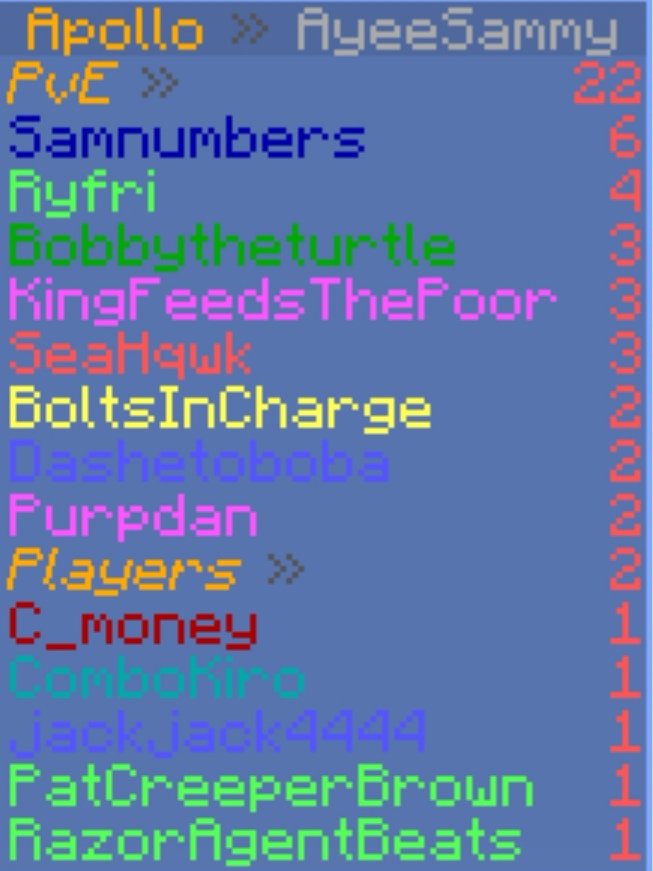 Apollo » AyeeSammy
PvE » 22
Samnumbers 6
Ryfri 4
Bobbytheturtle 3
KingFeedsThePoor 3
SeaHqwk 3
BoltsInCharge 2
Dashetoboba 2
Purpdan 2
Players » 2
C_money 1
ComboKiro 1
jackjack4444 1
PatCreeperBrown 1
RazorAgentBeats 1